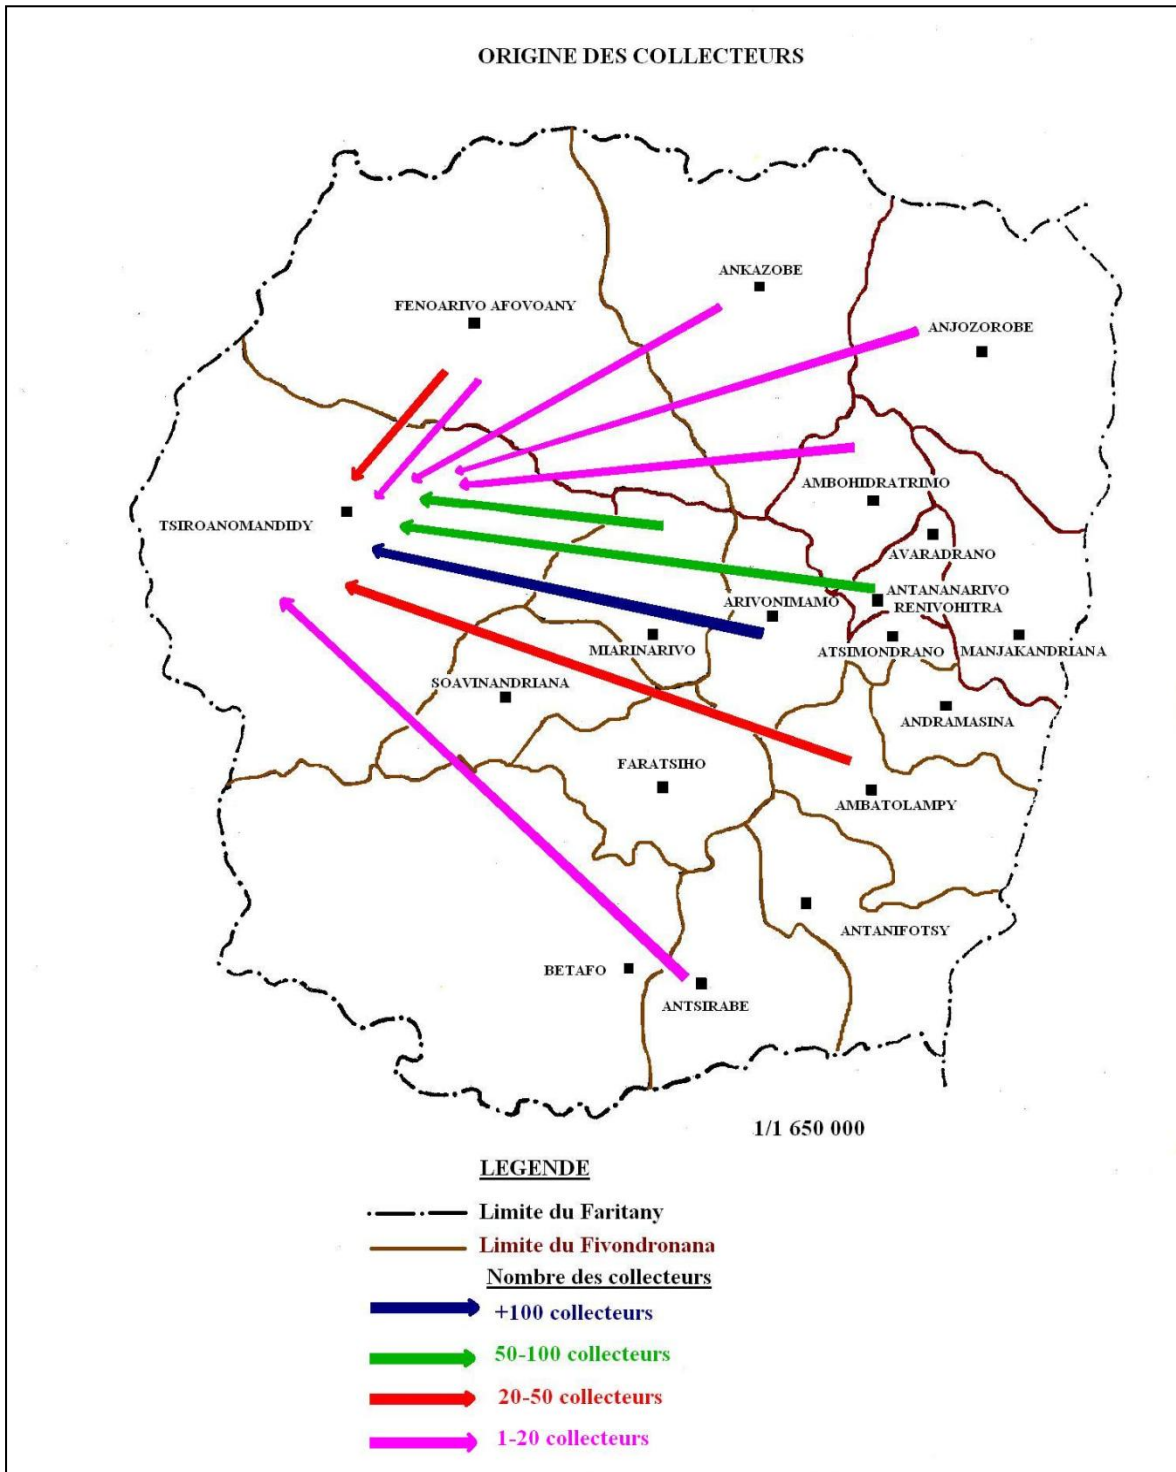 ORIGINE DES COLLECTEURS
ANKAZOBE
FENOARIVO AFOVOANY
ANJOZOROBE
AMBOHIDRATRIMO
TSIROANOMANDIDY
AVARADRANO
ANTANANARIVO
RENIVOHITRA
ARIVONIMAMO
MIARINARIVO
ATSIMONDRANO
MANJAKANDRIANA
SOAVINANDRIANA
ANDRAMASINA
FARATSIHO
AMBATOLAMPY
ANTANIFOTSY
BETAFO
ANTSIRABE
1/1 650 000
LEGENDE
Limite du Faritany
Limite du Fivondronana
Nombre des collecteurs
+100 collecteurs
50-100 collecteurs
20-50 collecteurs
1-20 collecteurs